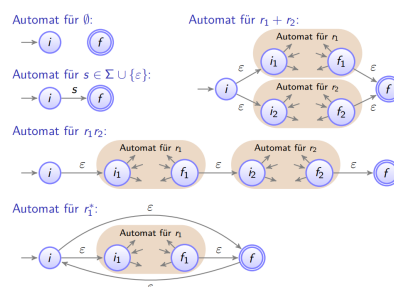 Automat für ∅:
i f
Automat für s ∈ Σ ∪ {ε}:
i s f
Automat für r₁ + r₂:
Automat für r₁
ε i₁ f₁ ε
i f
Automat für r₂
ε i₂ f₂ ε
Automat für r₁r₂:
Automat für r₁ Automat für r₂
i ε i₁ f₁ ε i₂ f₂ ε f
Automat für r₁*:
ε
Automat für r₁
i ε i₁ f₁ ε f
ε